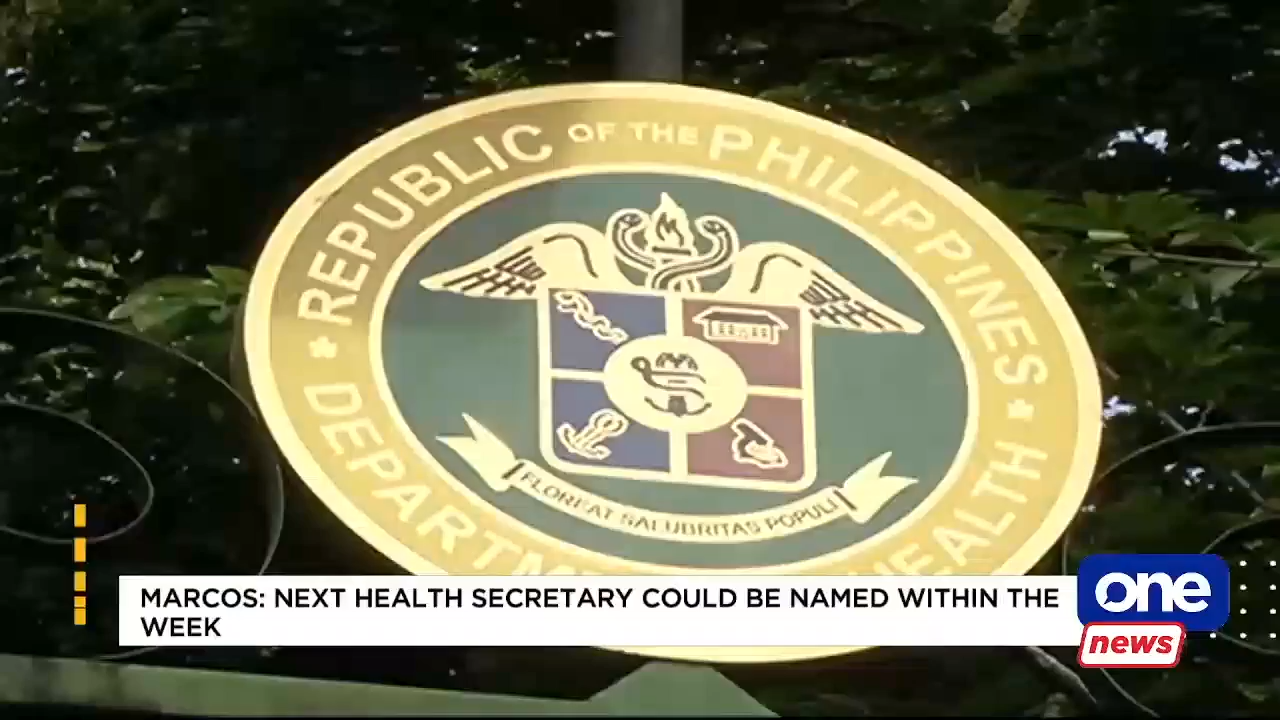 REPUBLIC OF THE PHILIPPINES
DEPARTM HEALTH
FLOREAT SALUBRITAS POPULI
MARCOS: NEXT HEALTH SECRETARY COULD BE NAMED WITHIN THE
WEEK
one
news